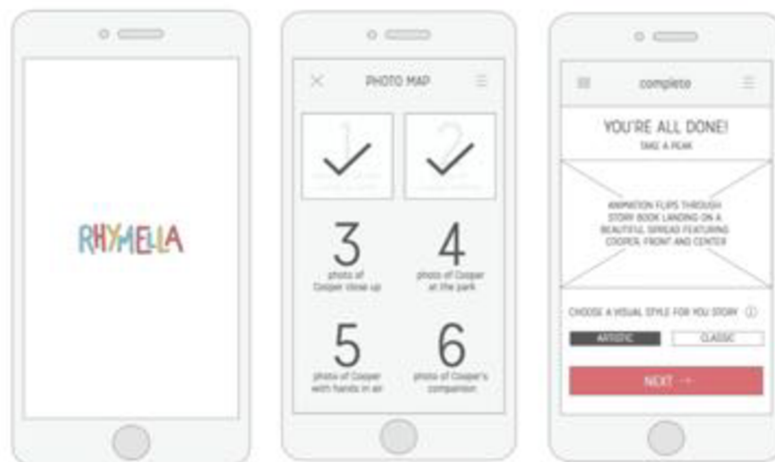 RHYMELLA
PHOTO MAP
1
2
3
photo of
Cooper close up
4
photo of Cooper
at the park
5
photo of Cooper
with hands in air
6
photo of Cooper's
companion
complete
YOU'RE ALL DONE!
TAKE A PEAK
ANIMATION FLIPS THROUGH
STORY BOOK LANDING ON A
BEAUTIFUL SPREAD FEATURING
COOPER, FRONT AND CENTER
CHOOSE A VISUAL STYLE FOR YOU STORY
ARTISTIC
CLASSIC
NEXT →